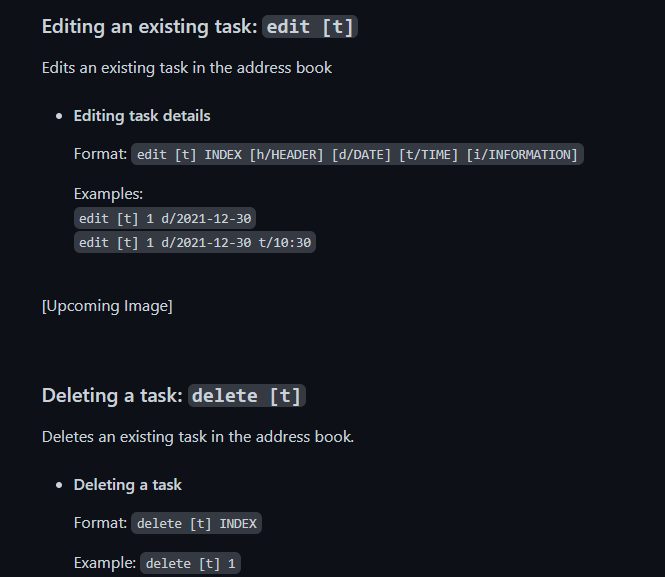 Editing an existing task: edit [t]
Edits an existing task in the address book
• Editing task details
Format: edit [t] INDEX [h/HEADER] [d/DATE] [t/TIME] [i/INFORMATION]
Examples:
edit [t] 1 d/2021-12-30
edit [t] 1 d/2021-12-30 t/10:30
[Upcoming Image]
Deleting a task: delete [t]
Deletes an existing task in the address book.
• Deleting a task
Format: delete [t] INDEX
Example: delete [t] 1